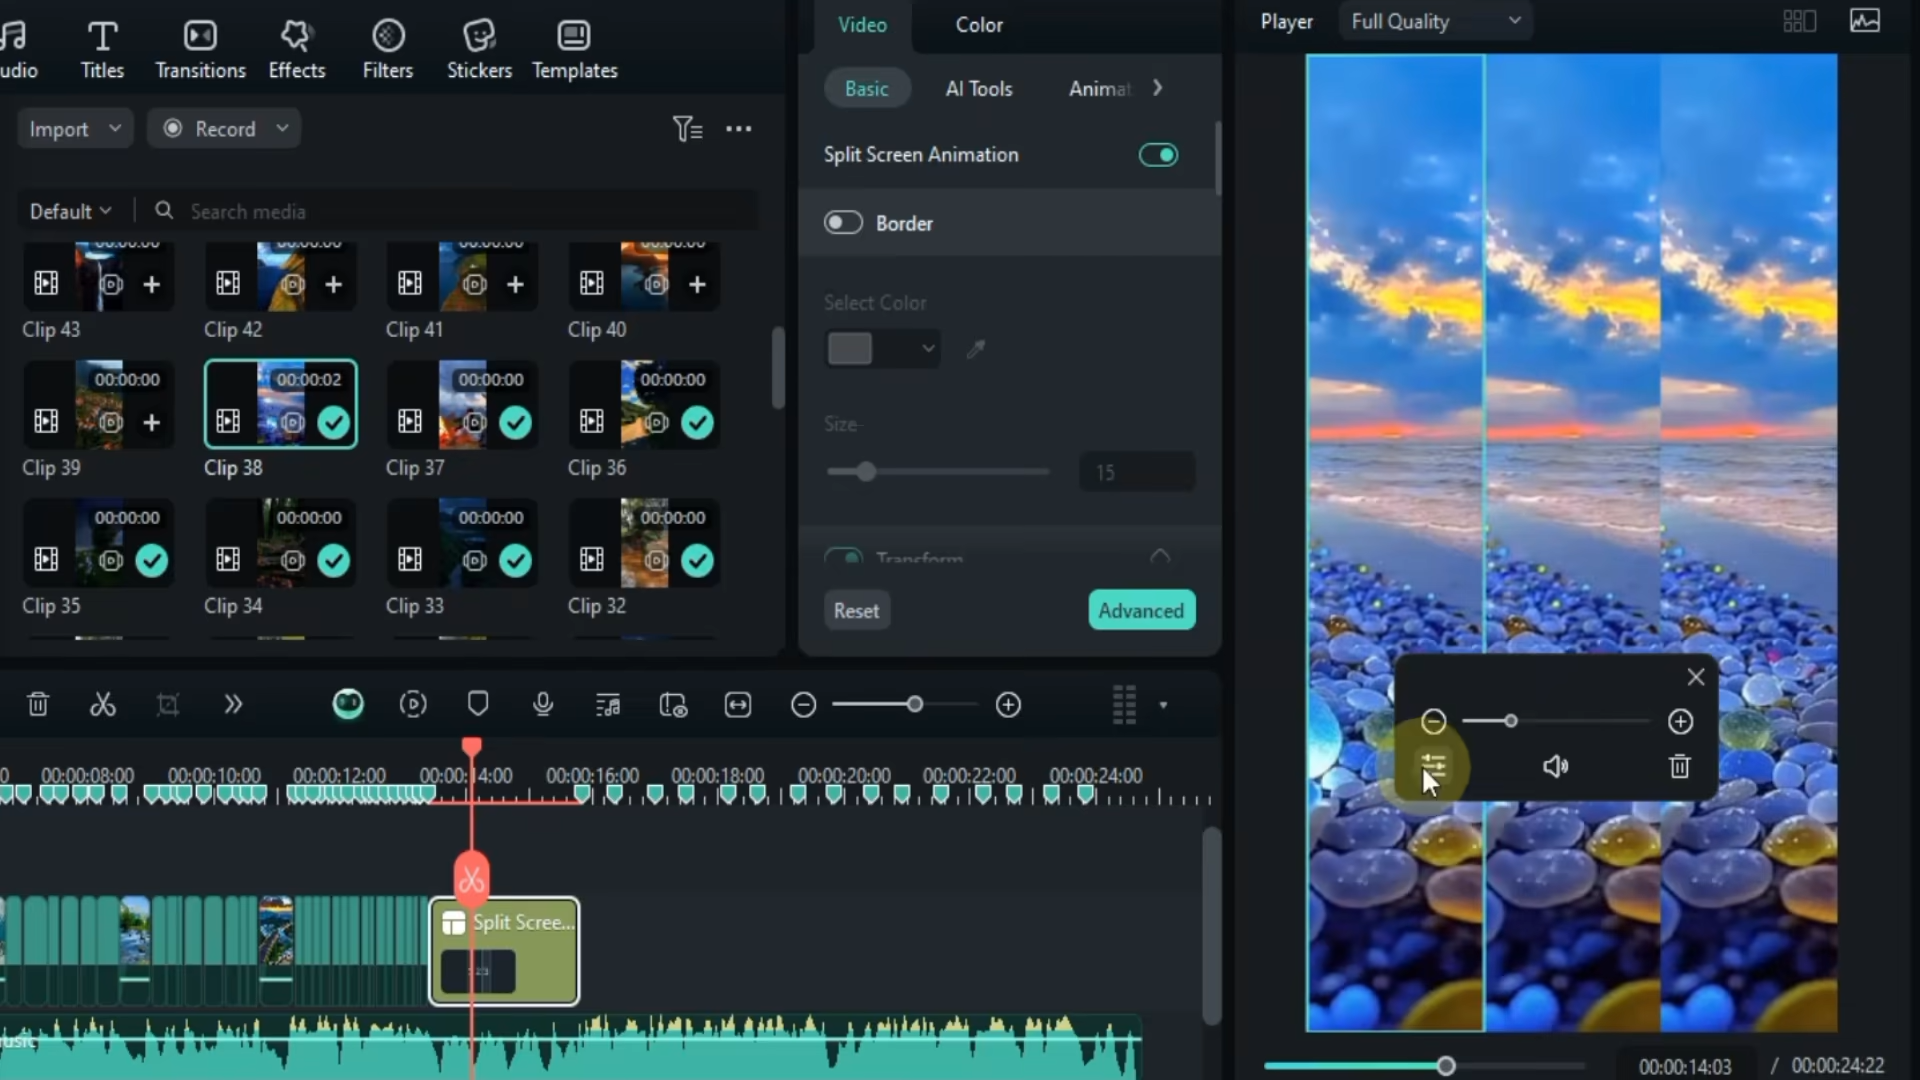 udio
Titles
Transitions
Effects
Filters
Stickers
Templates
Import
Record
Default
Search media
Clip 43
Clip 42
Clip 41
Clip 40
00:00:00
00:00:02
00:00:00
00:00:00
Clip 39
Clip 38
Clip 37
Clip 36
00:00:00
00:00:00
00:00:00
00:00:00
Clip 35
Clip 34
Clip 33
Clip 32
Video
Color
Basic
AI Tools
Animat
Split Screen Animation
Border
Select Color
Size
15
Transform
Reset
Advanced
Player
Full Quality
0
00:00:08:00
00:00:10:00
00:00:12:00
00:00:14:00
00:00:16:00
00:00:18:00
00:00:20:00
00:00:22:00
00:00:24:00
Split Scree...
usic
00:00:14:03 / 00:00:24:22